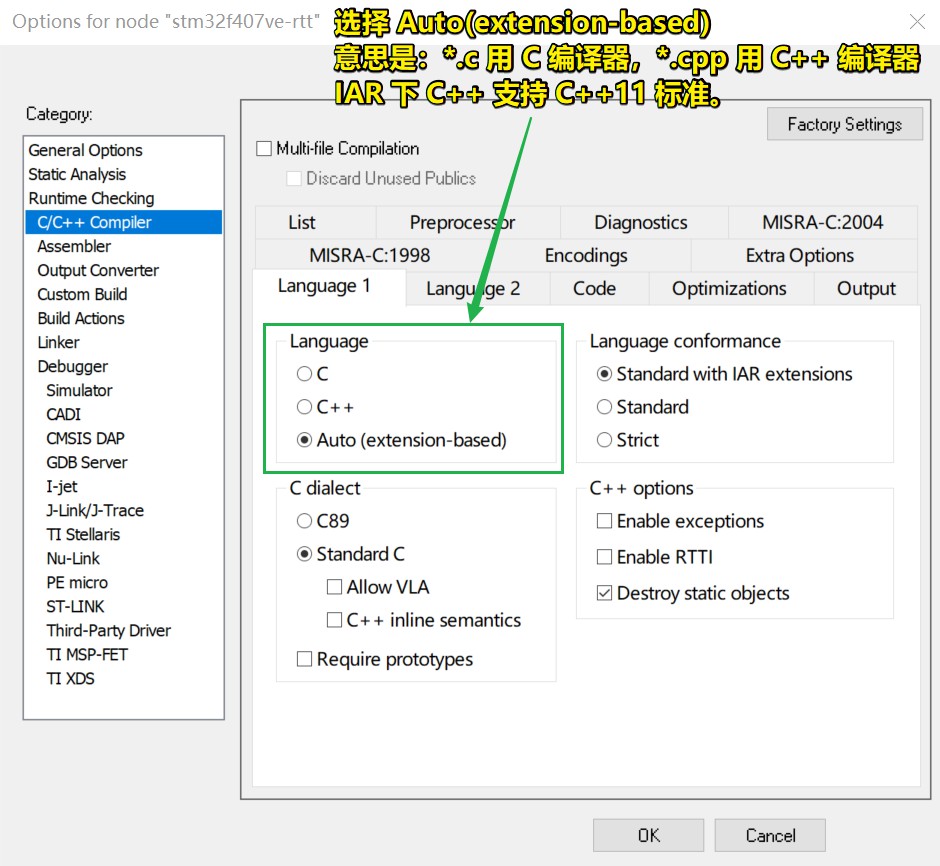 Options for node "stm32f407ve-rtt"
选择 Auto(extension-based)
意思是：*.c 用 C 编译器，*.cpp 用 C++ 编译器
IAR 下 C++ 支持 C++11 标准。
Category:
General Options
Static Analysis
Runtime Checking
C/C++ Compiler
Assembler
Output Converter
Custom Build
Build Actions
Linker
Debugger
Simulator
CADI
CMSIS DAP
GDB Server
I-jet
J-Link/J-Trace
TI Stellaris
Nu-Link
PE micro
ST-LINK
Third-Party Driver
TI MSP-FET
TI XDS
Factory Settings
Multi-file Compilation
Discard Unused Publics
List Preprocessor Diagnostics MISRA-C:2004
MISRA-C:1998 Encodings Extra Options
Language 1 Language 2 Code Optimizations Output
Language
C
C++
Auto (extension-based)
Language conformance
Standard with IAR extensions
Standard
Strict
C dialect
C89
Standard C
Allow VLA
C++ inline semantics
Require prototypes
C++ options
Enable exceptions
Enable RTTI
Destroy static objects
OK Cancel